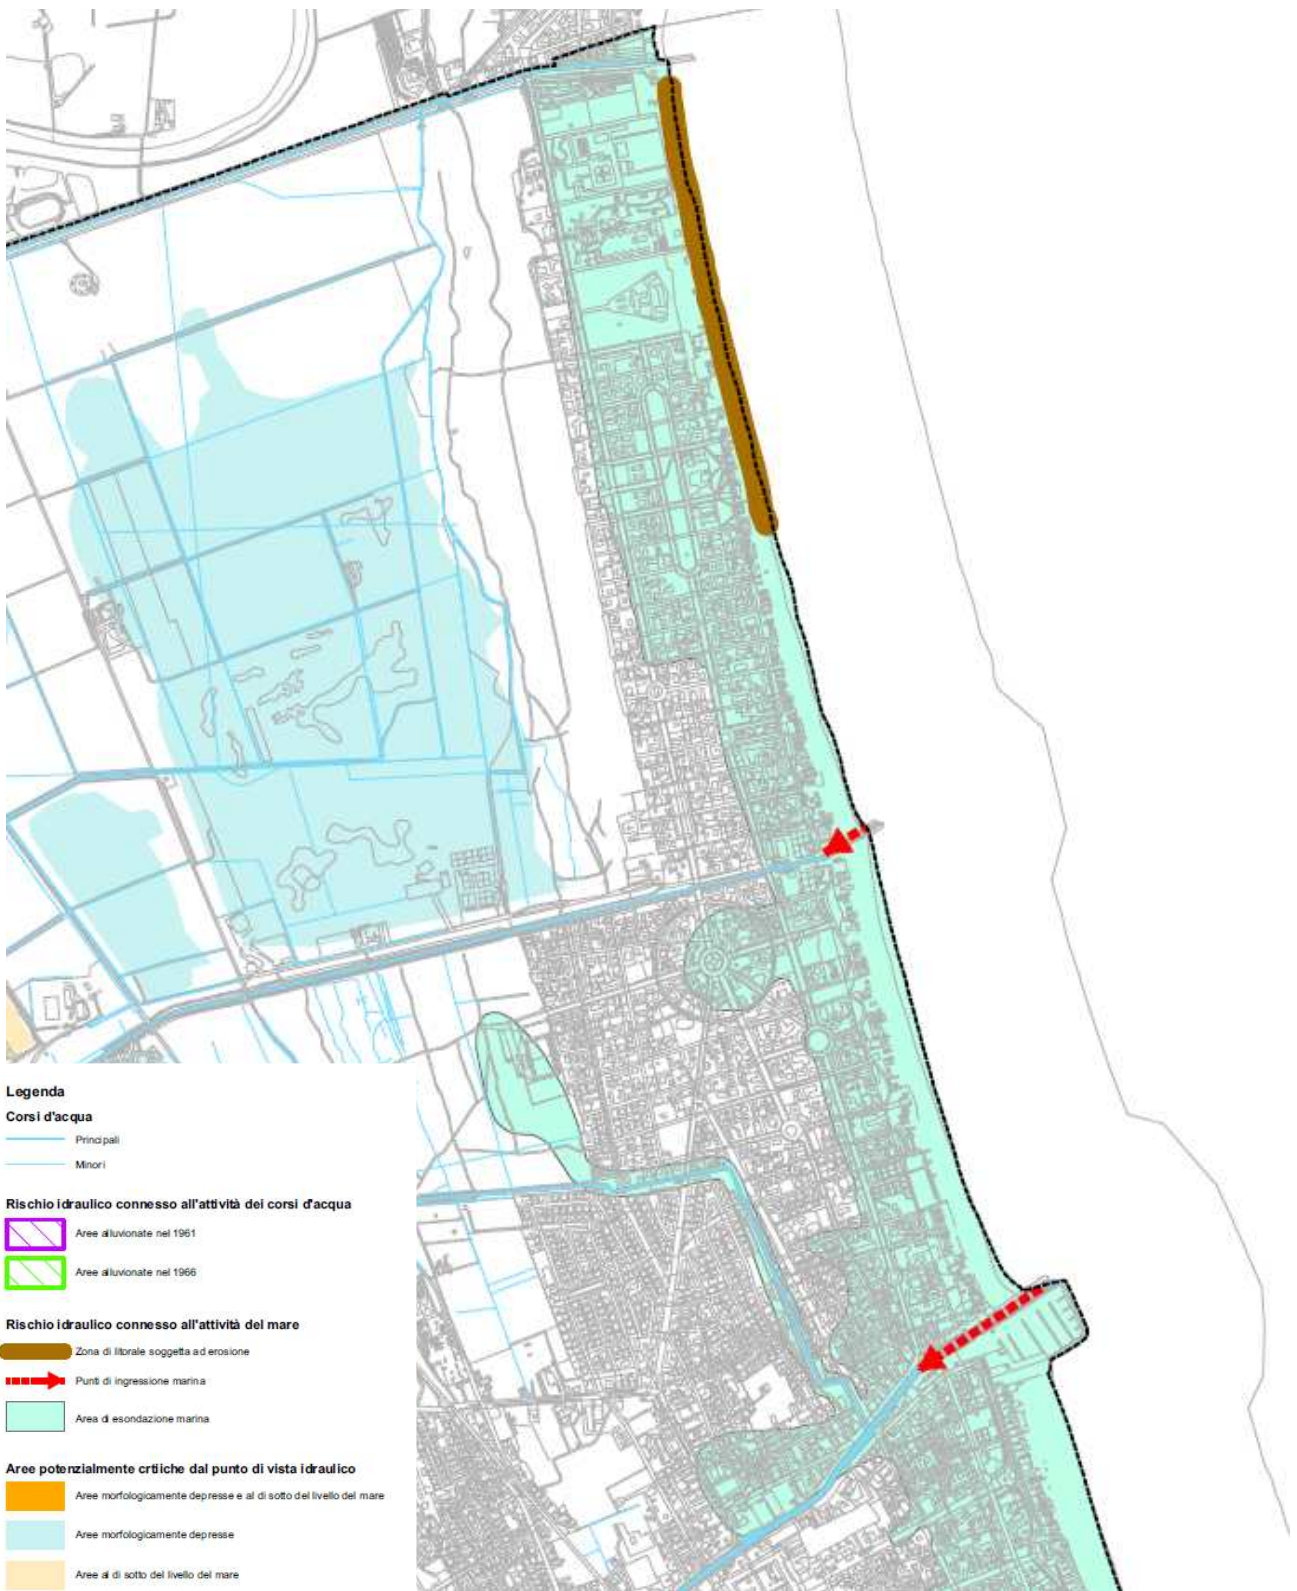 Legenda
Corsi d'acqua
Principali
Minori
Rischio idraulico connesso all'attività dei corsi d'acqua
Aree alluvionate nel 1961
Aree alluvionate nel 1966
Rischio idraulico connesso all'attività del mare
Zona di litorale soggetta ad erosione
Punti di ingressione marina
Area di esondazione marina
Aree potenzialmente crtiiche dal punto di vista idraulico
Aree morfologicamente depresse e al di sotto del livello del mare
Aree morfologicamente depresse
Aree al di sotto del livello del mare